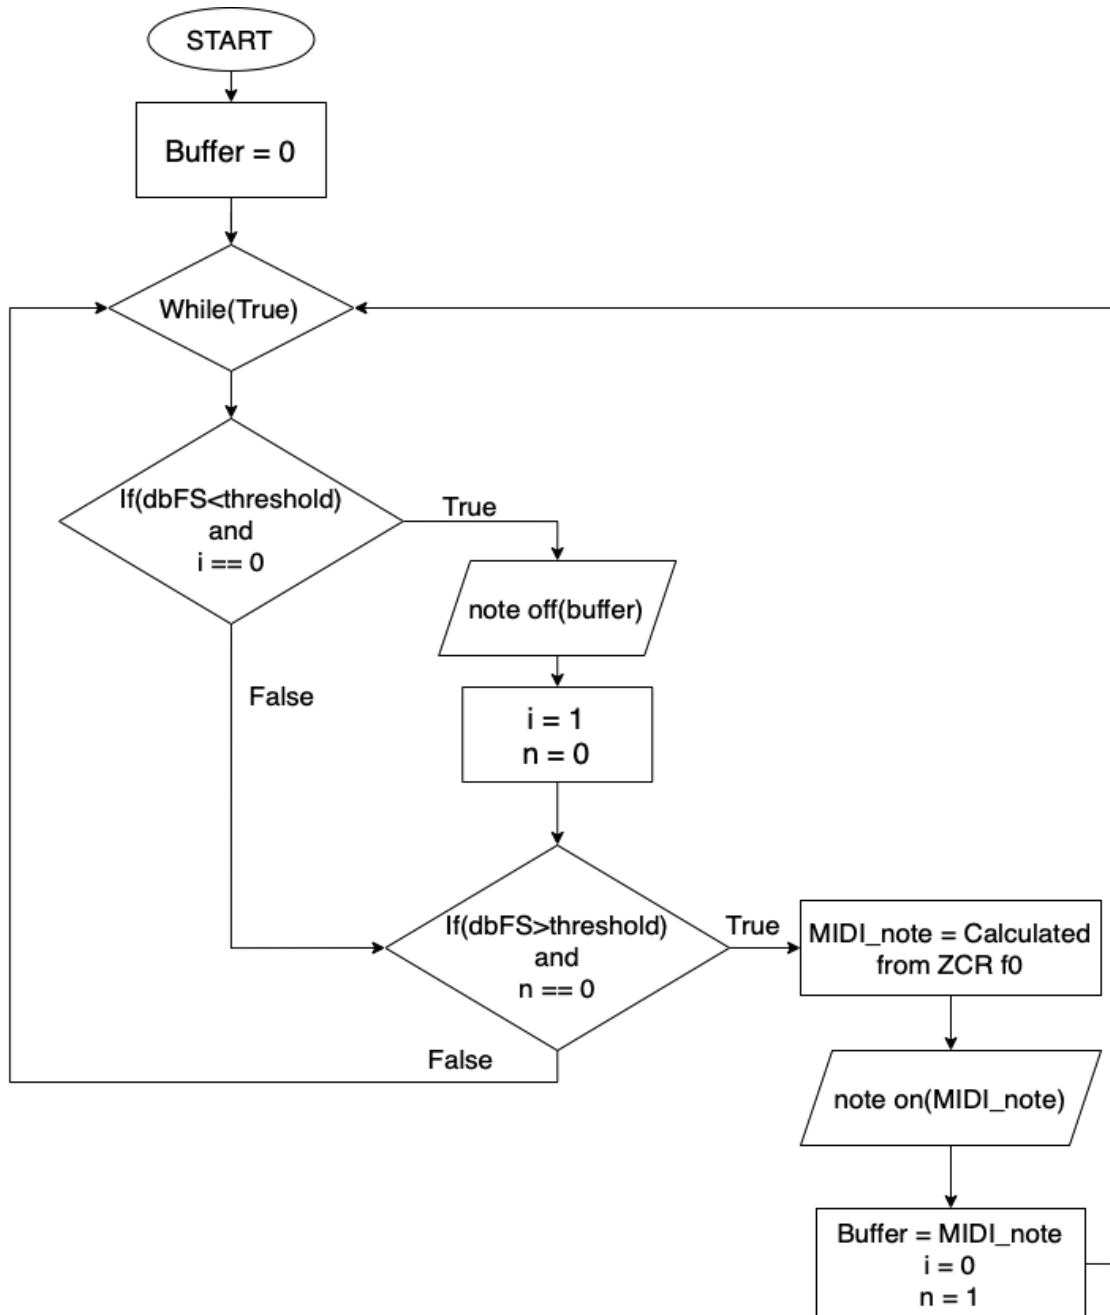 START
Buffer = 0
While(True)
If(dbFS<threshold)
and
i == 0
True
note off(buffer)
False
i = 1
n = 0
If(dbFS>threshold)
and
n == 0
True
MIDI_note = Calculated
from ZCR f0
False
note on(MIDI_note)
Buffer = MIDI_note
i = 0
n = 1